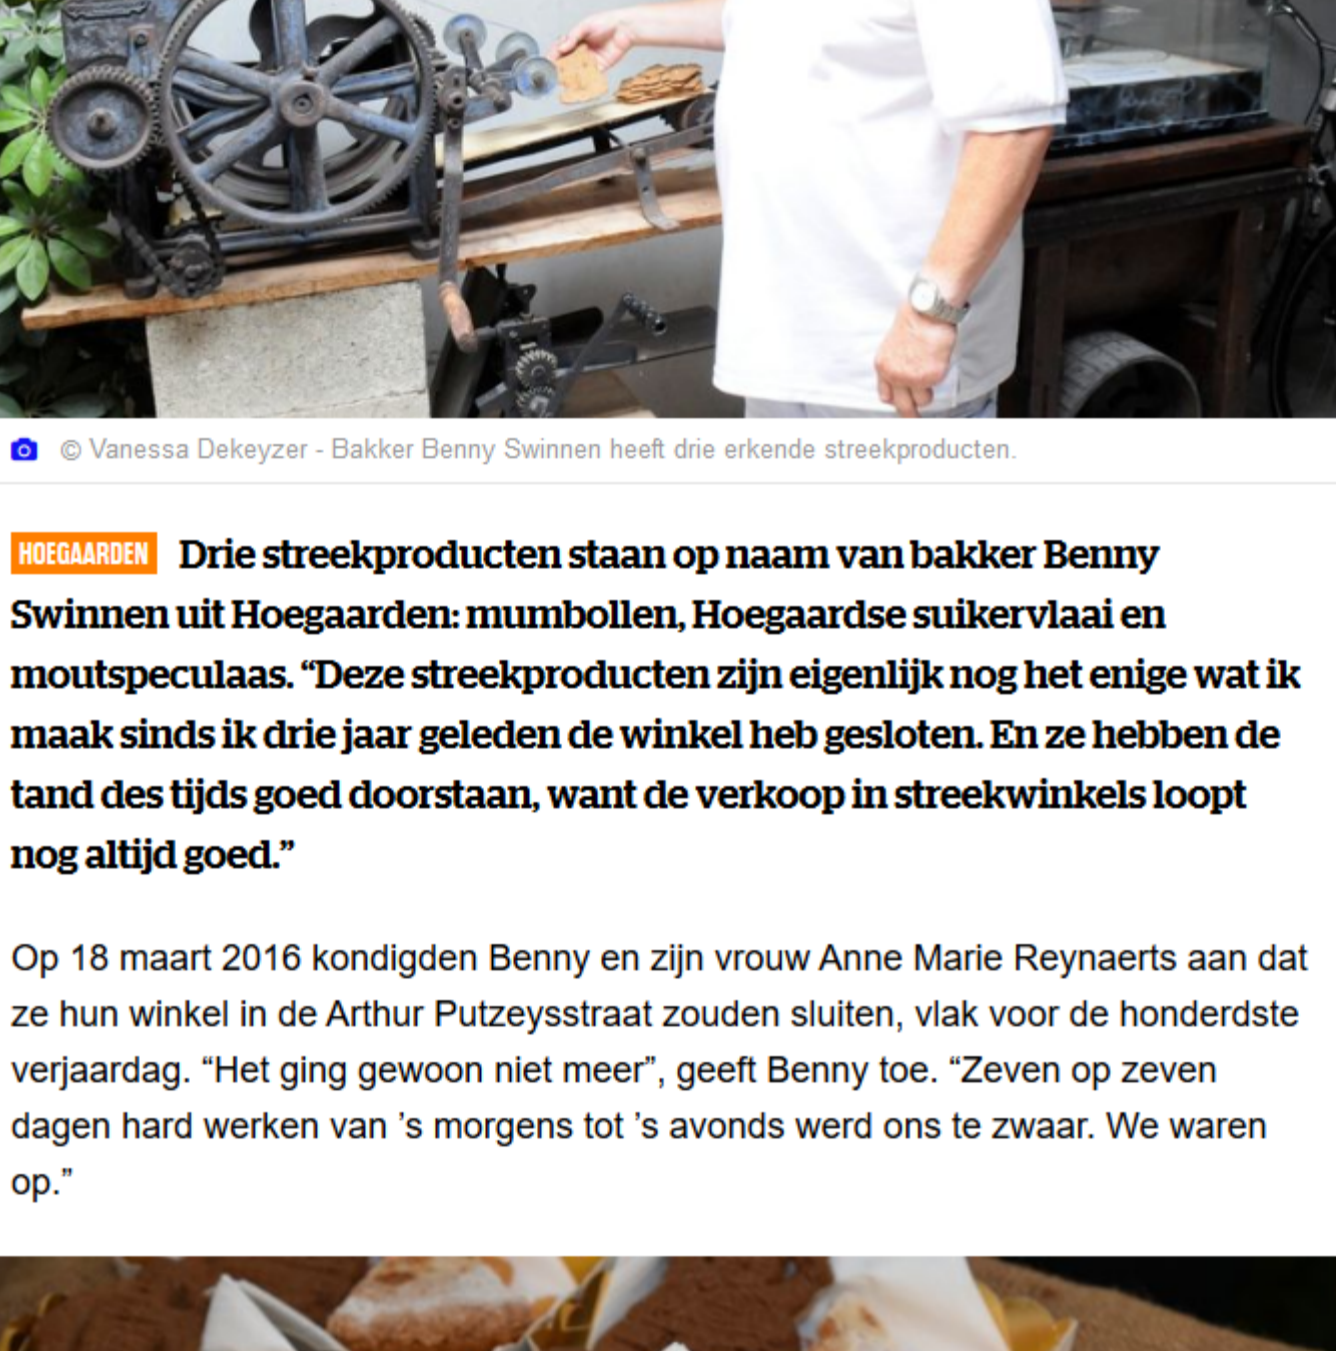 © Vanessa Dekeyzer - Bakker Benny Swinnen heeft drie erkende streekproducten.
HOEGAARDEN Drie streekproducten staan op naam van bakker Benny
Swinnen uit Hoegaarden: mumbollen, Hoegaardse suikervlaai en
moutspeculaas. “Deze streekproducten zijn eigenlijk nog het enige wat ik
maak sinds ik drie jaar geleden de winkel heb gesloten. En ze hebben de
tand des tijds goed doorstaan, want de verkoop in streekwinkels loopt
nog altijd goed.”
Op 18 maart 2016 kondigden Benny en zijn vrouw Anne Marie Reynaerts aan dat
ze hun winkel in de Arthur Putzeysstraat zouden sluiten, vlak voor de honderdste
verjaardag. “Het ging gewoon niet meer”, geeft Benny toe. “Zeven op zeven
dagen hard werken van ’s morgens tot ’s avonds werd ons te zwaar. We waren
op.”